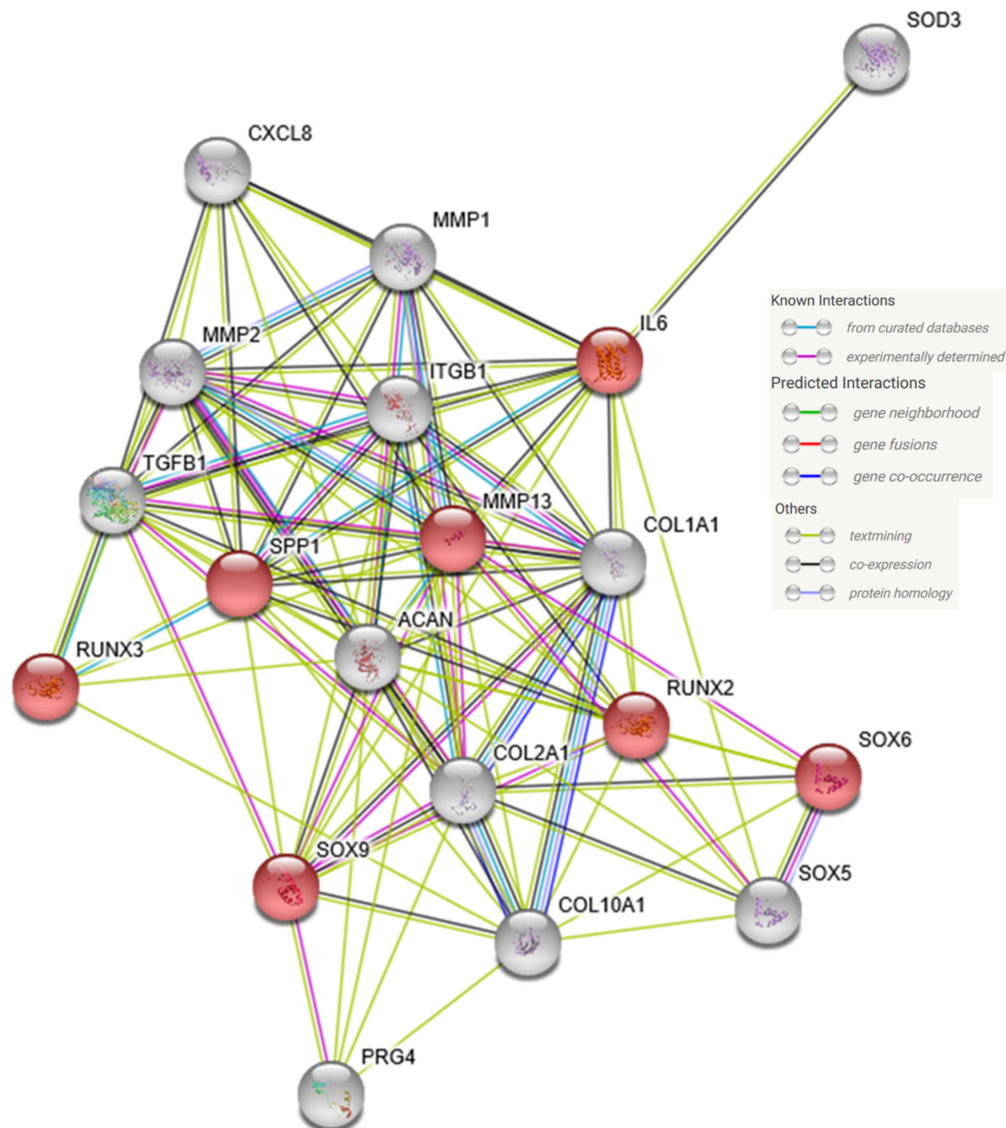 SOD3
CXCL8
MMP1
IL6
MMP2
ITGB1
TGFB1
MMP13
COL1A1
SPP1
ACAN
RUNX3
RUNX2
SOX6
COL2A1
SOX9
SOX5
COL10A1
PRG4
Known Interactions
from curated databases
experimentally determined
Predicted Interactions
gene neighborhood
gene fusions
gene co-occurrence
Others
textmining
co-expression
protein homology